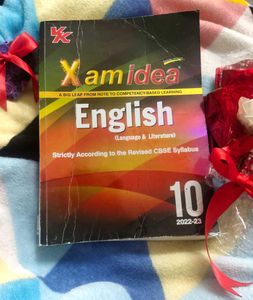 VK
Xam idea
A BIG LEAP FROM ROTE TO COMPETENCY-BASED LEARNING
English
(Language & Literature)
Strictly According to the Revised CBSE Syllabus
10
2022-23